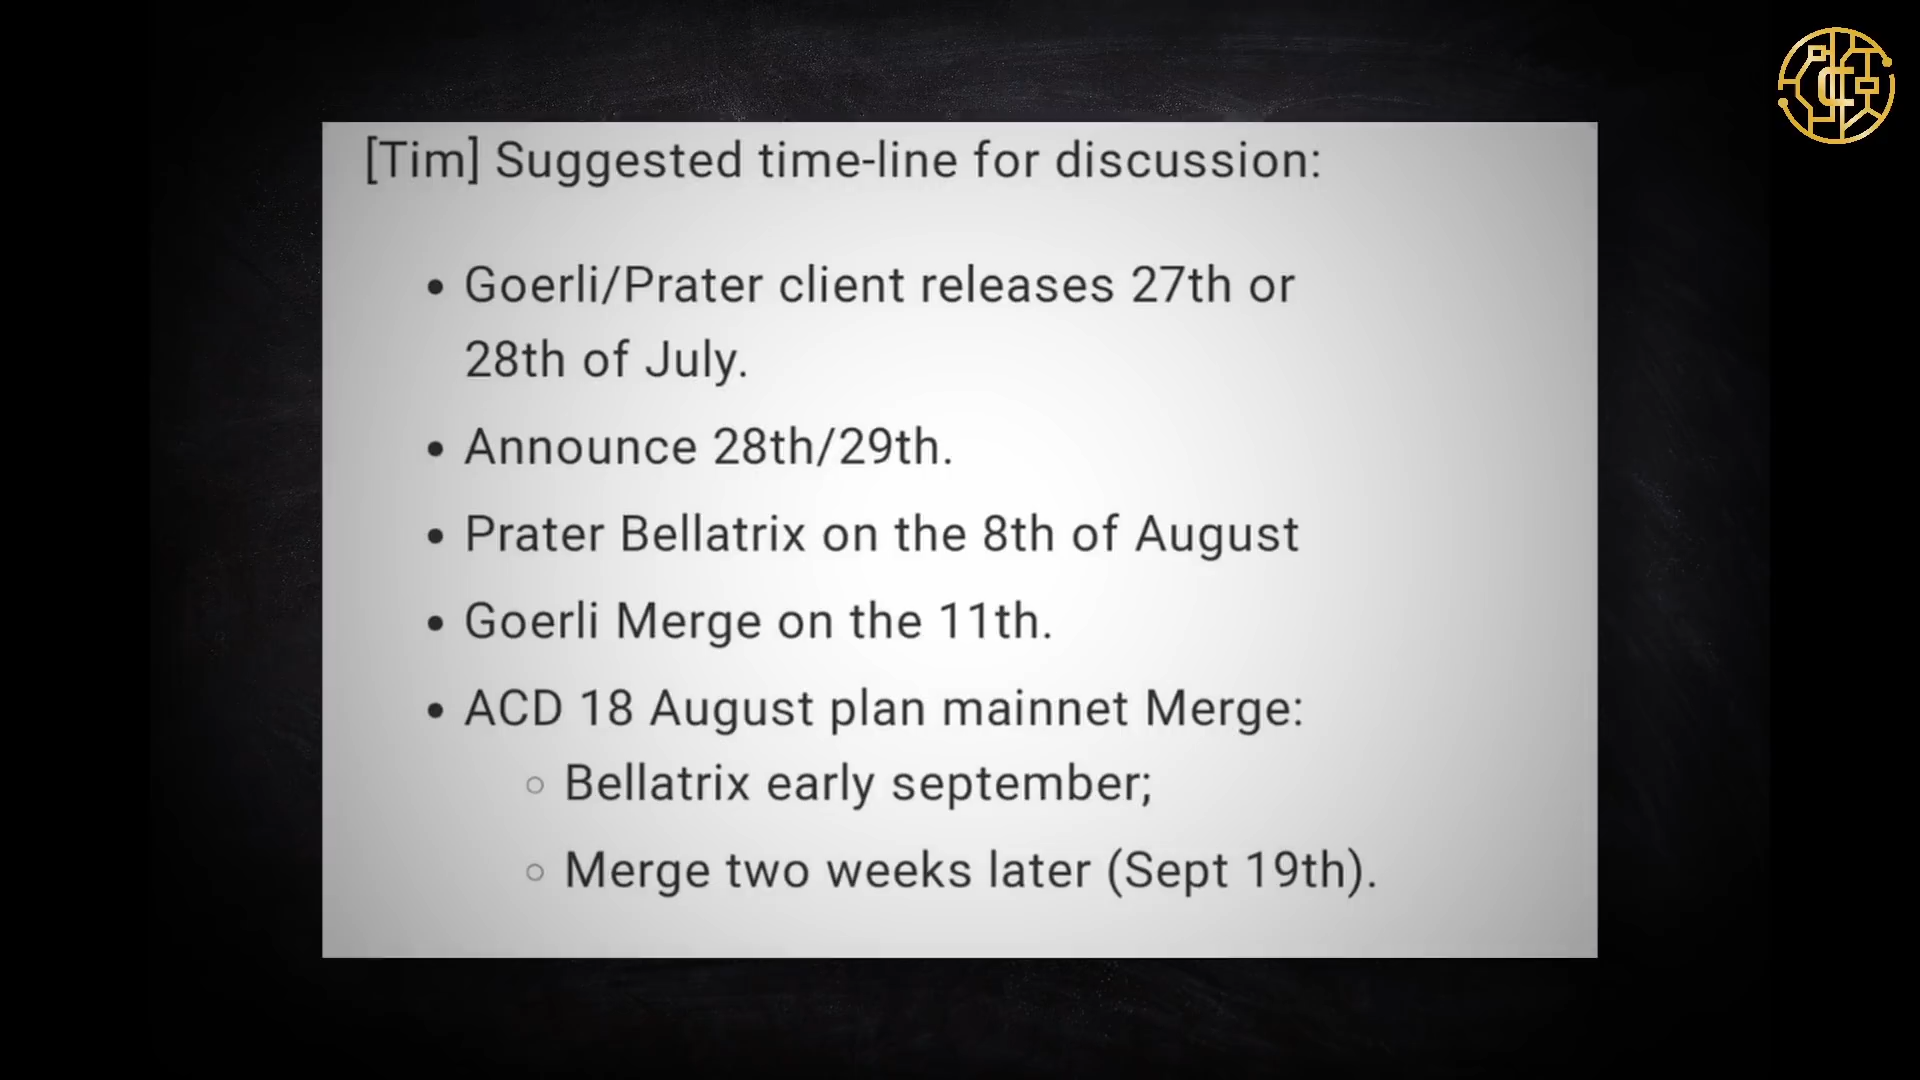 [Tim] Suggested time-line for discussion:
• Goerli/Prater client releases 27th or
28th of July.
• Announce 28th/29th.
• Prater Bellatrix on the 8th of August
• Goerli Merge on the 11th.
• ACD 18 August plan mainnet Merge:
○ Bellatrix early september;
○ Merge two weeks later (Sept 19th).